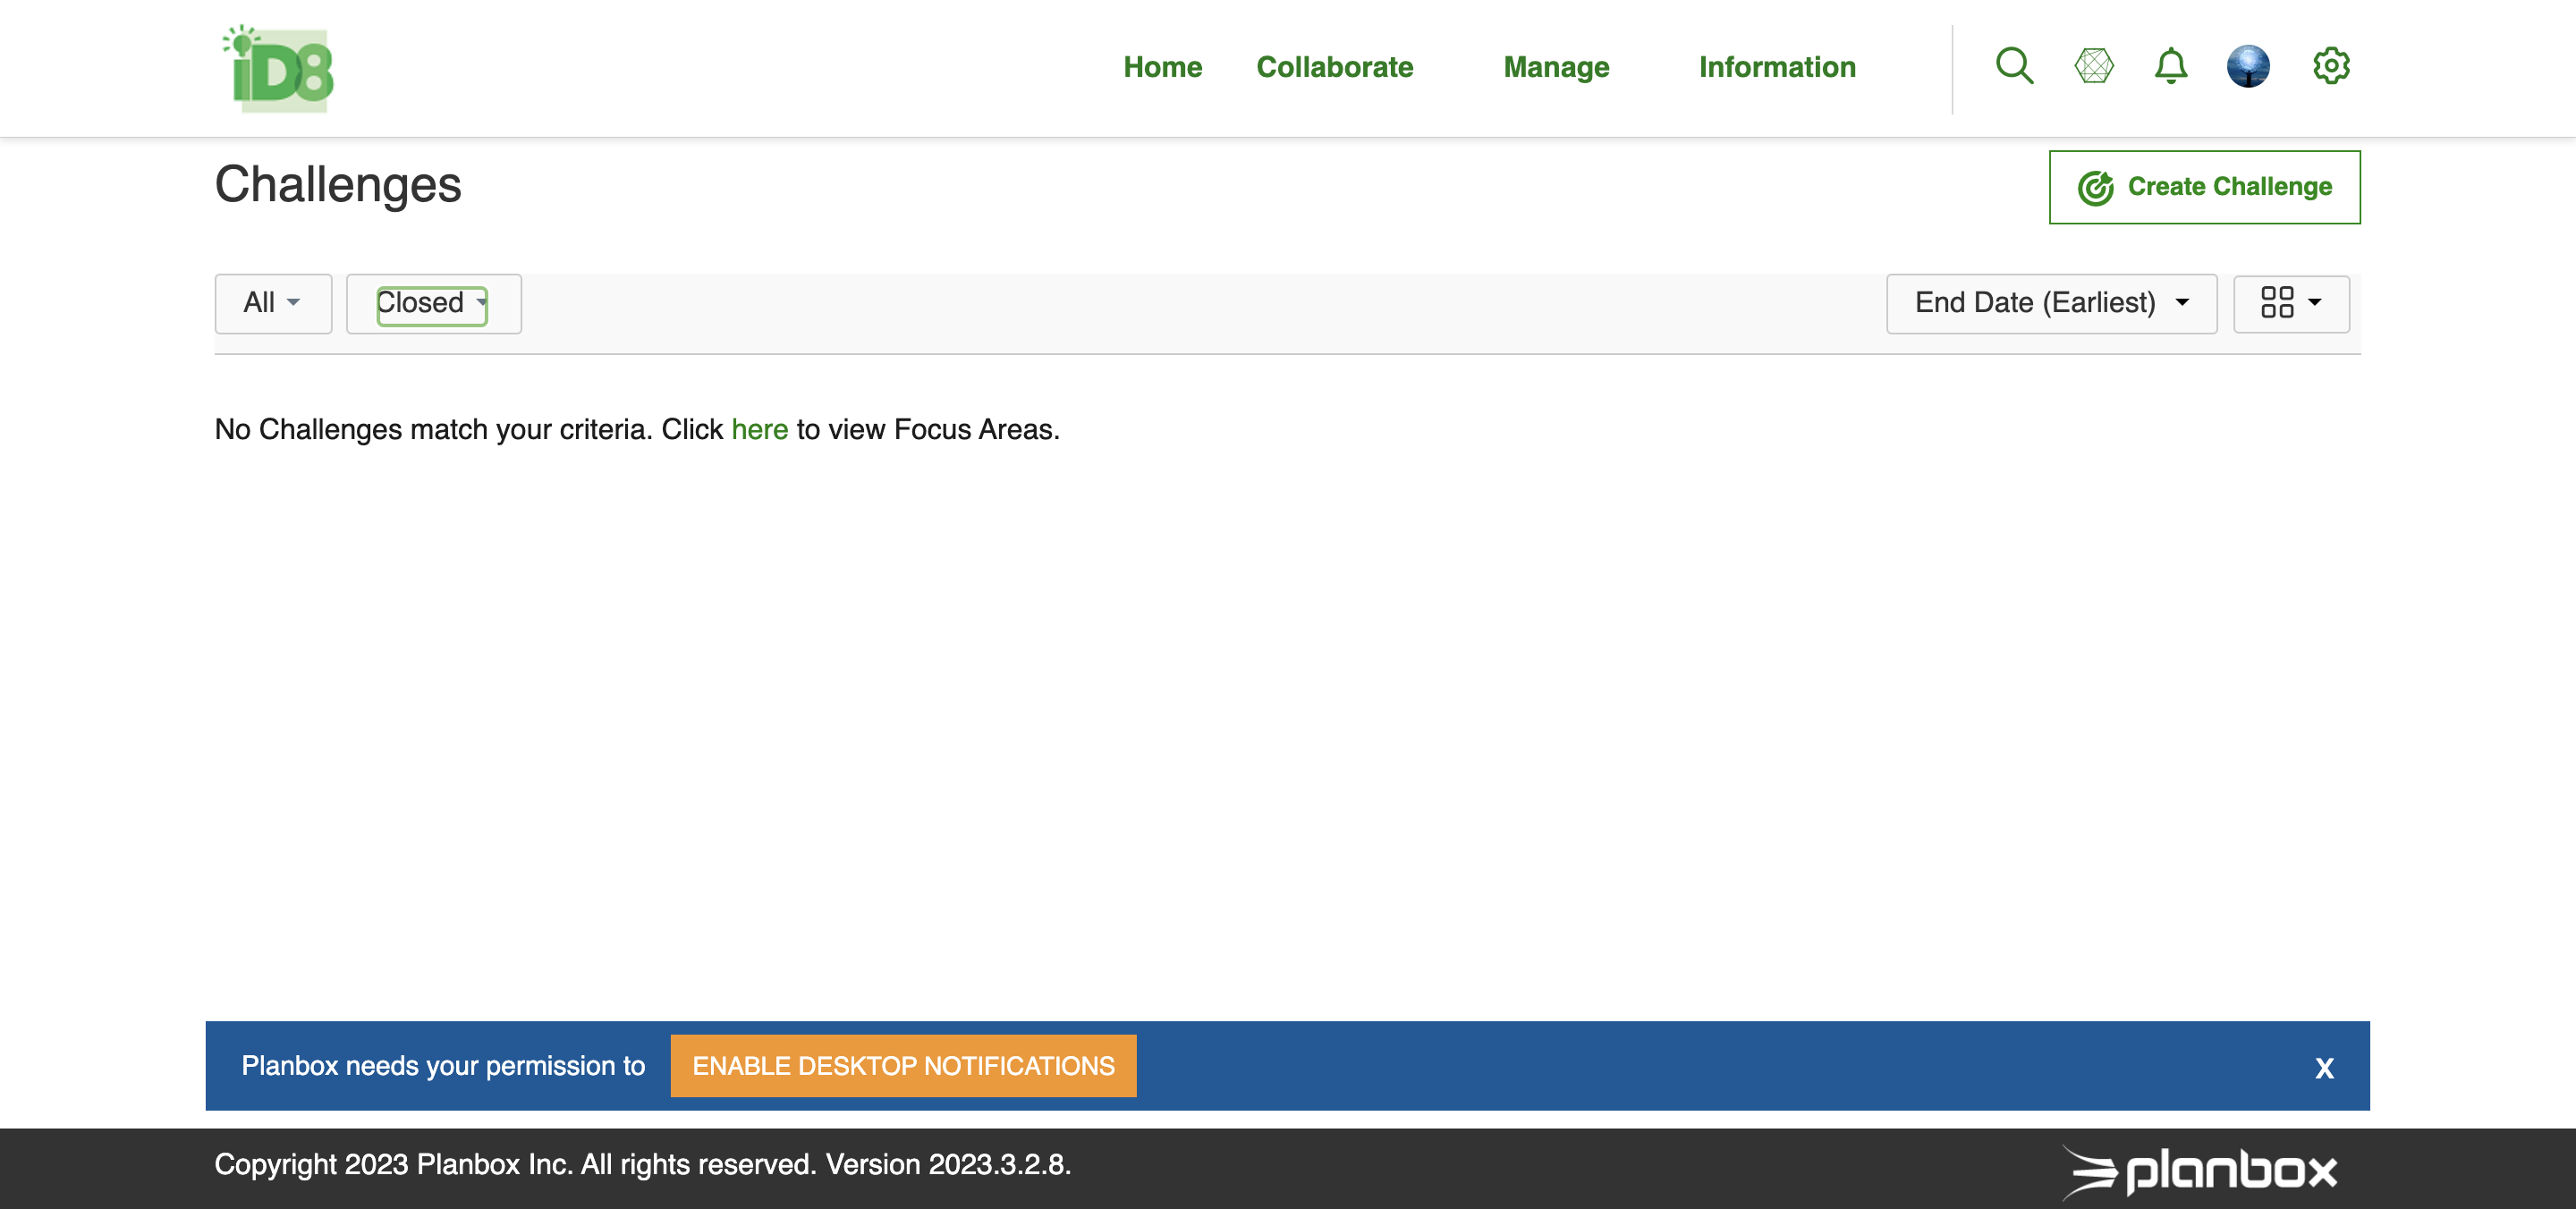 iD8
Home Collaborate Manage Information
Challenges
Create Challenge
All Closed End Date (Earliest)
No Challenges match your criteria. Click here to view Focus Areas.
Planbox needs your permission to ENABLE DESKTOP NOTIFICATIONS X
Copyright 2023 Planbox Inc. All rights reserved. Version 2023.3.2.8.
planbox